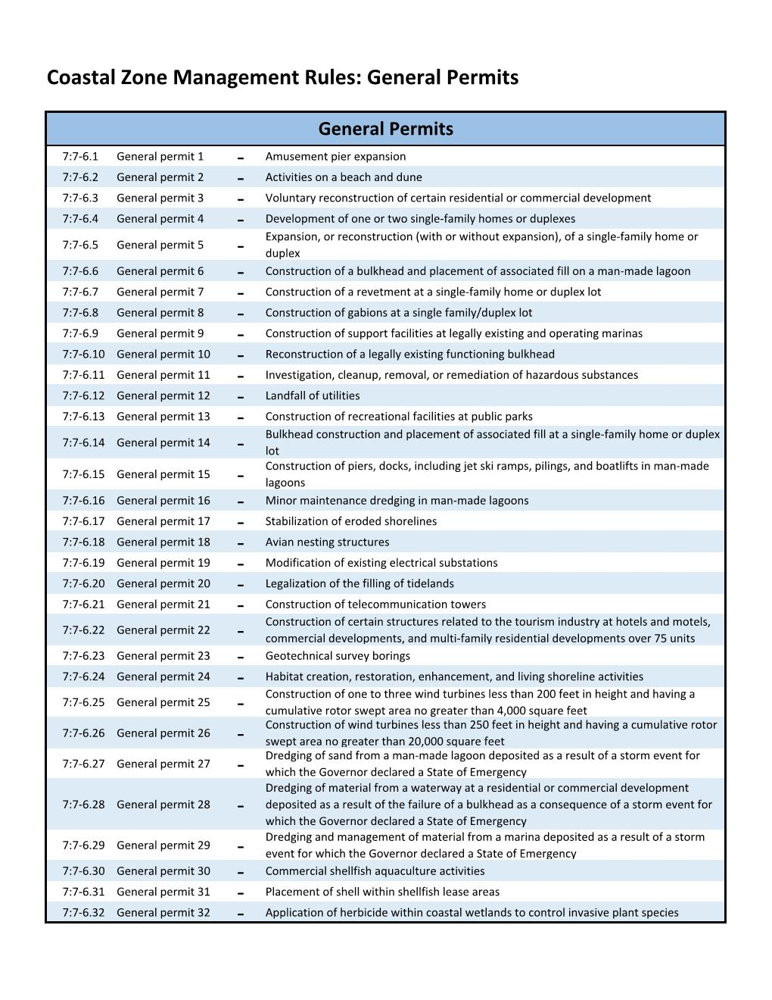 Coastal Zone Management Rules: General Permits
General Permits
7:7-6.1 General permit 1 – Amusement pier expansion
7:7-6.2 General permit 2 – Activities on a beach and dune
7:7-6.3 General permit 3 – Voluntary reconstruction of certain residential or commercial development
7:7-6.4 General permit 4 – Development of one or two single-family homes or duplexes
7:7-6.5 General permit 5 – Expansion, or reconstruction (with or without expansion), of a single-family home or
duplex
7:7-6.6 General permit 6 – Construction of a bulkhead and placement of associated fill on a man-made lagoon
7:7-6.7 General permit 7 – Construction of a revetment at a single-family home or duplex lot
7:7-6.8 General permit 8 – Construction of gabions at a single family/duplex lot
7:7-6.9 General permit 9 – Construction of support facilities at legally existing and operating marinas
7:7-6.10 General permit 10 – Reconstruction of a legally existing functioning bulkhead
7:7-6.11 General permit 11 – Investigation, cleanup, removal, or remediation of hazardous substances
7:7-6.12 General permit 12 – Landfall of utilities
7:7-6.13 General permit 13 – Construction of recreational facilities at public parks
7:7-6.14 General permit 14 – Bulkhead construction and placement of associated fill at a single-family home or duplex
lot
7:7-6.15 General permit 15 – Construction of piers, docks, including jet ski ramps, pilings, and boatlifts in man-made
lagoons
7:7-6.16 General permit 16 – Minor maintenance dredging in man-made lagoons
7:7-6.17 General permit 17 – Stabilization of eroded shorelines
7:7-6.18 General permit 18 – Avian nesting structures
7:7-6.19 General permit 19 – Modification of existing electrical substations
7:7-6.20 General permit 20 – Legalization of the filling of tidelands
7:7-6.21 General permit 21 – Construction of telecommunication towers
7:7-6.22 General permit 22 – Construction of certain structures related to the tourism industry at hotels and motels,
commercial developments, and multi-family residential developments over 75 units
7:7-6.23 General permit 23 – Geotechnical survey borings
7:7-6.24 General permit 24 – Habitat creation, restoration, enhancement, and living shoreline activities
7:7-6.25 General permit 25 – Construction of one to three wind turbines less than 200 feet in height and having a
cumulative rotor swept area no greater than 4,000 square feet
7:7-6.26 General permit 26 – Construction of wind turbines less than 250 feet in height and having a cumulative rotor
swept area no greater than 20,000 square feet
7:7-6.27 General permit 27 – Dredging of sand from a man-made lagoon deposited as a result of a storm event for
which the Governor declared a State of Emergency
7:7-6.28 General permit 28 – Dredging of material from a waterway at a residential or commercial development
deposited as a result of the failure of a bulkhead as a consequence of a storm event for
which the Governor declared a State of Emergency
7:7-6.29 General permit 29 – Dredging and management of material from a marina deposited as a result of a storm
event for which the Governor declared a State of Emergency
7:7-6.30 General permit 30 – Commercial shellfish aquaculture activities
7:7-6.31 General permit 31 – Placement of shell within shellfish lease areas
7:7-6.32 General permit 32 – Application of herbicide within coastal wetlands to control invasive plant species